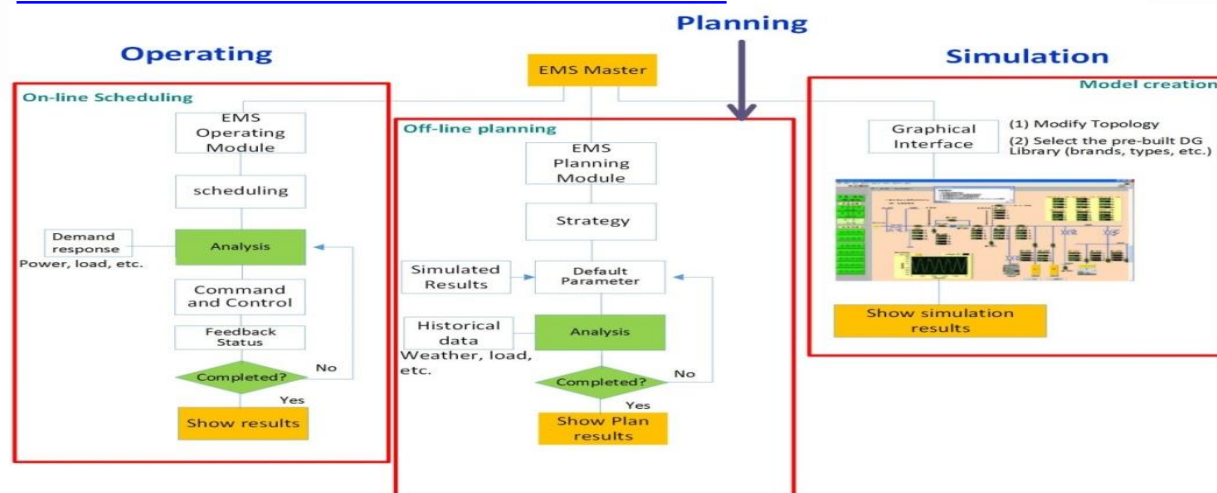 Planning
Operating
Simulation
EMS Master
On-line Scheduling
EMS
Operating
Module
scheduling
Demand
response
Power, load, etc.
Analysis
Command
and Control
Feedback
Status
Completed?
No
Yes
Show results
Off-line planning
EMS
Planning
Module
Strategy
Simulated
Results
Default
Parameter
Historical
data
Weather, load,
etc.
Analysis
Completed?
No
Yes
Show Plan
results
Model creation
Graphical
Interface
(1) Modify Topology
(2) Select the pre-built DG
Library (brands, types, etc.)
Show simulation
results